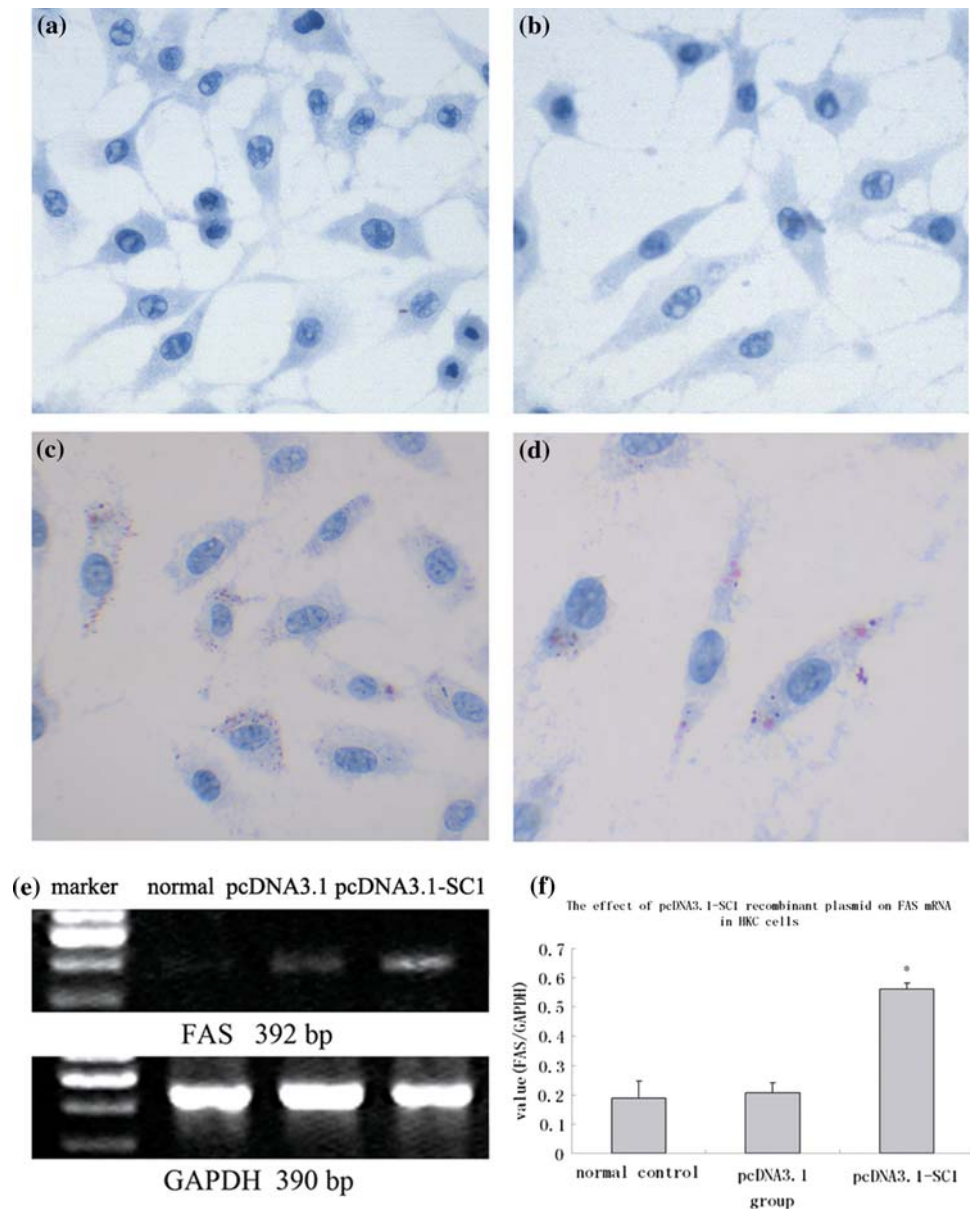 (a)
(b)
(c)
(d)
(e) marker normal pcDNA3.1 pcDNA3.1-SC1
FAS 392 bp
GAPDH 390 bp
(f)
The effect of pcDNA3.1-SC1 recombinant plasmid on FAS mRNA
in HKC cells
value(FAS/GAPDH)
0.7
0.6
0.5
0.4
0.3
0.2
0.1
0
*
normal control pcDNA3.1 pcDNA3.1-SC1
group